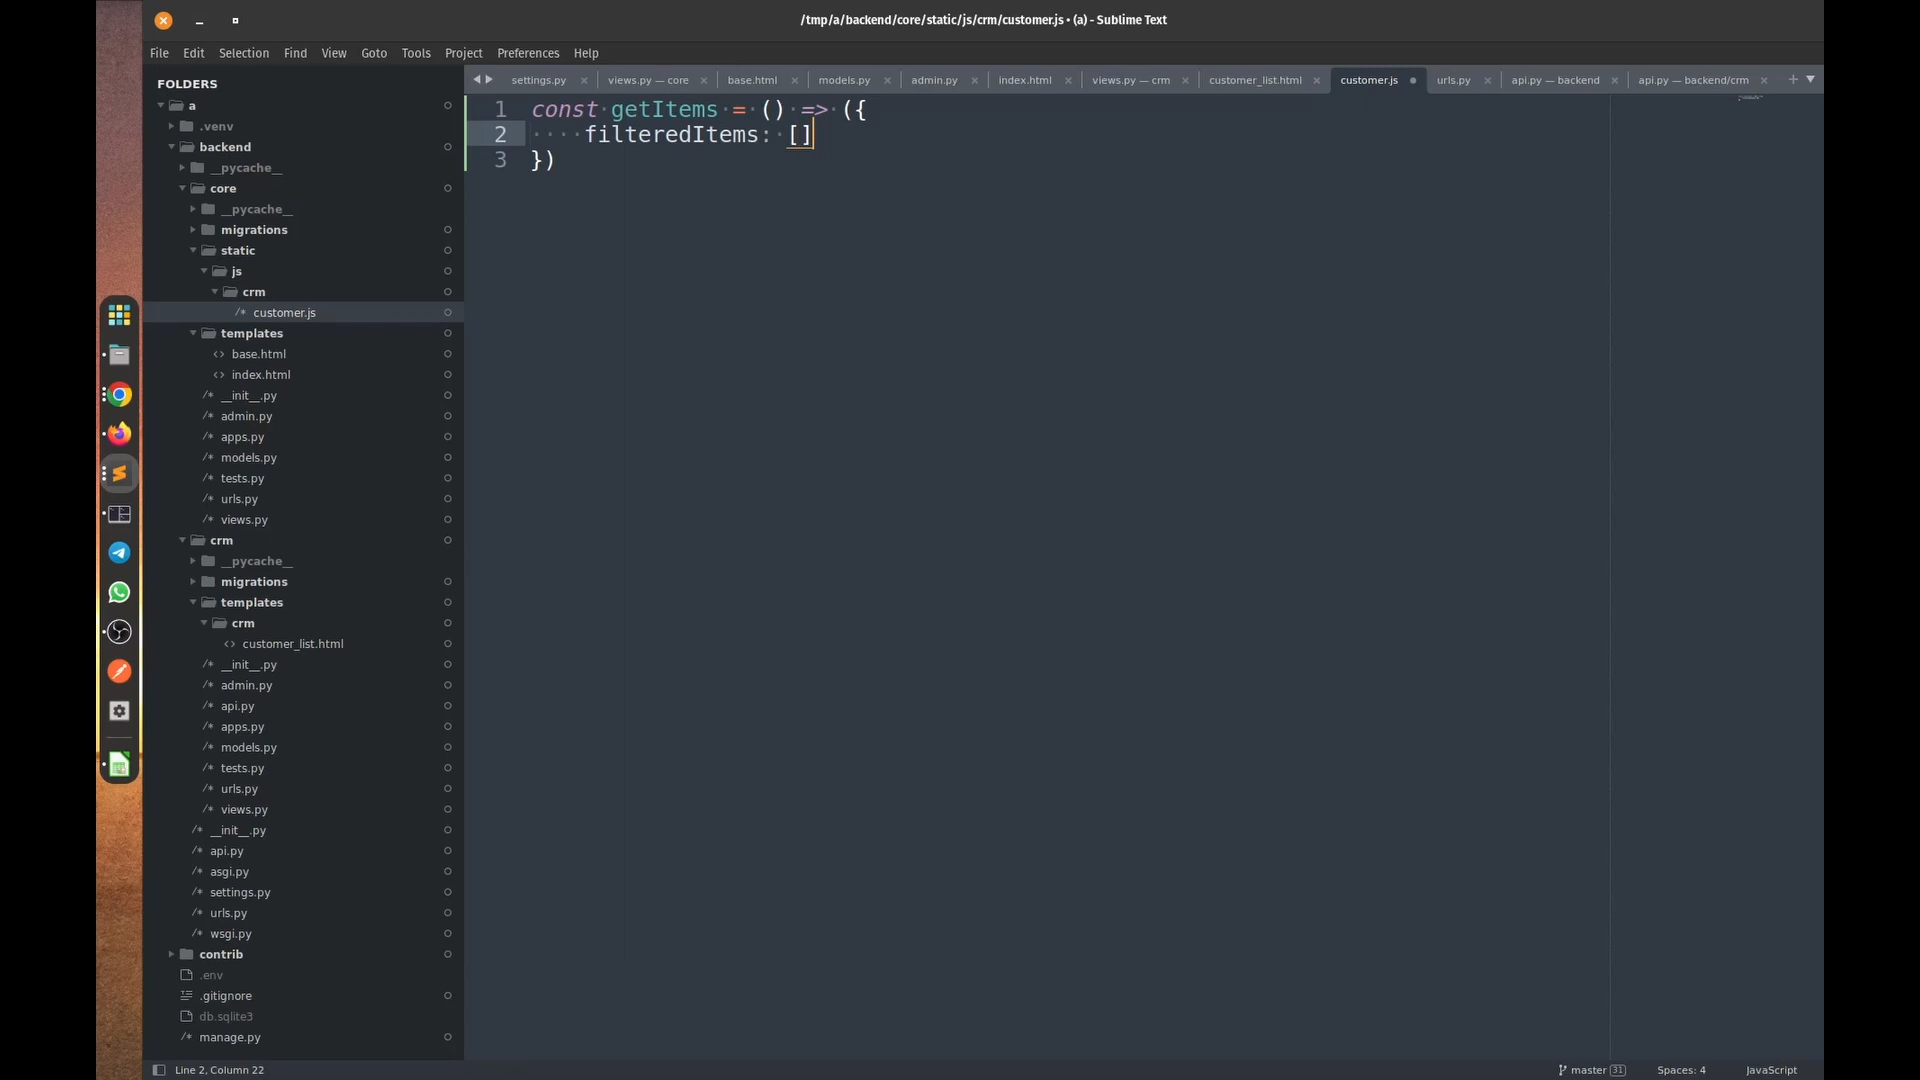 /tmp/a/backend/core/static/js/crm/customer.js • (a) - Sublime Text
File Edit Selection Find View Goto Tools Project Preferences Help
FOLDERS
a
.venv
backend
__pycache__
core
__pycache__
migrations
static
js
crm
/* customer.js
templates
<> base.html
<> index.html
/* __init__.py
/* admin.py
/* apps.py
/* models.py
/* tests.py
/* urls.py
/* views.py
crm
__pycache__
migrations
templates
crm
<> customer_list.html
/* __init__.py
/* admin.py
/* api.py
/* apps.py
/* models.py
/* tests.py
/* urls.py
/* views.py
/* __init__.py
/* api.py
/* asgi.py
/* settings.py
/* urls.py
/* wsgi.py
contrib
.env
.gitignore
db.sqlite3
/* manage.py
settings.py views.py — core base.html models.py admin.py index.html views.py — crm customer_list.html customer.js urls.py api.py — backend api.py — backend/crm
1 const getItems = () => ({
2 filteredItems: []
3 })
Line 2, Column 22 master 31 Spaces: 4 JavaScript